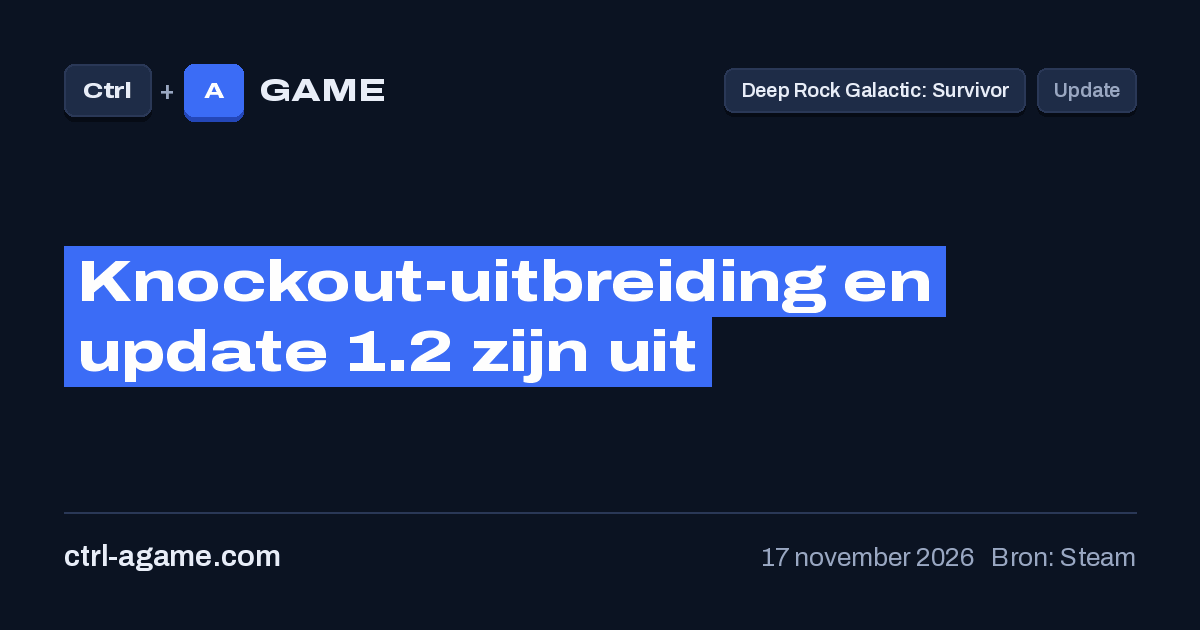 Ctrl + A GAME
Deep Rock Galactic: Survivor
Update
Knockout-uitbreiding en
update 1.2 zijn uit
ctrl-agame.com
17 november 2026 Bron: Steam